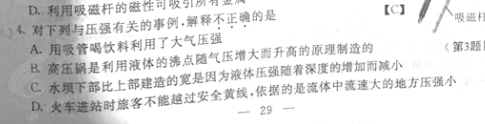 D. 利用吸磁杆的磁性可吸引所有金属
【C】
吸磁杆
4. 对下列与压强有关的事例,解释不正确的是
A. 用吸管喝饮料利用了大气压强
(第3题
B. 高压锅是利用液体的沸点随气压增大而升高的原理制造的
C. 水坝下部比上部建造的宽是因为液体压强随着深度的增加而减小
D. 火车进站时旅客不能越过安全黄线,依据的是流体中流速大的地方压强小
— 29 —